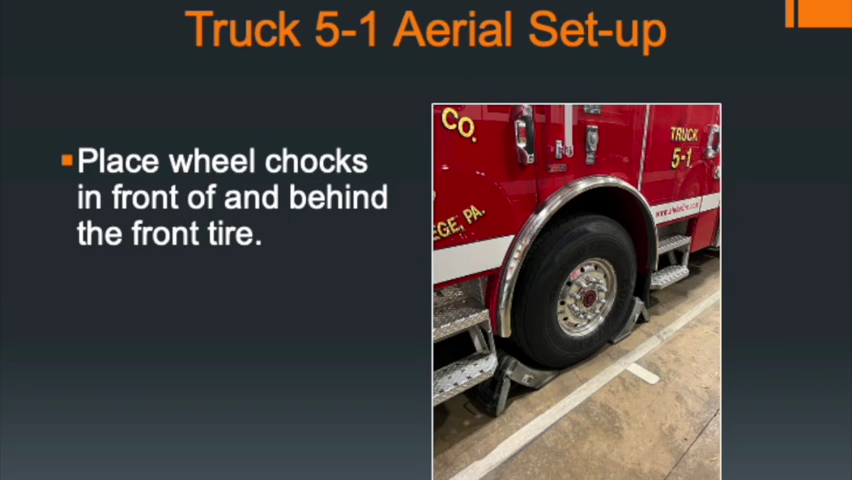 Truck 5-1 Aerial Set-up
Place wheel chocks
in front of and behind
the front tire.
CO.
TRUCK
5-1
EGE, PA.